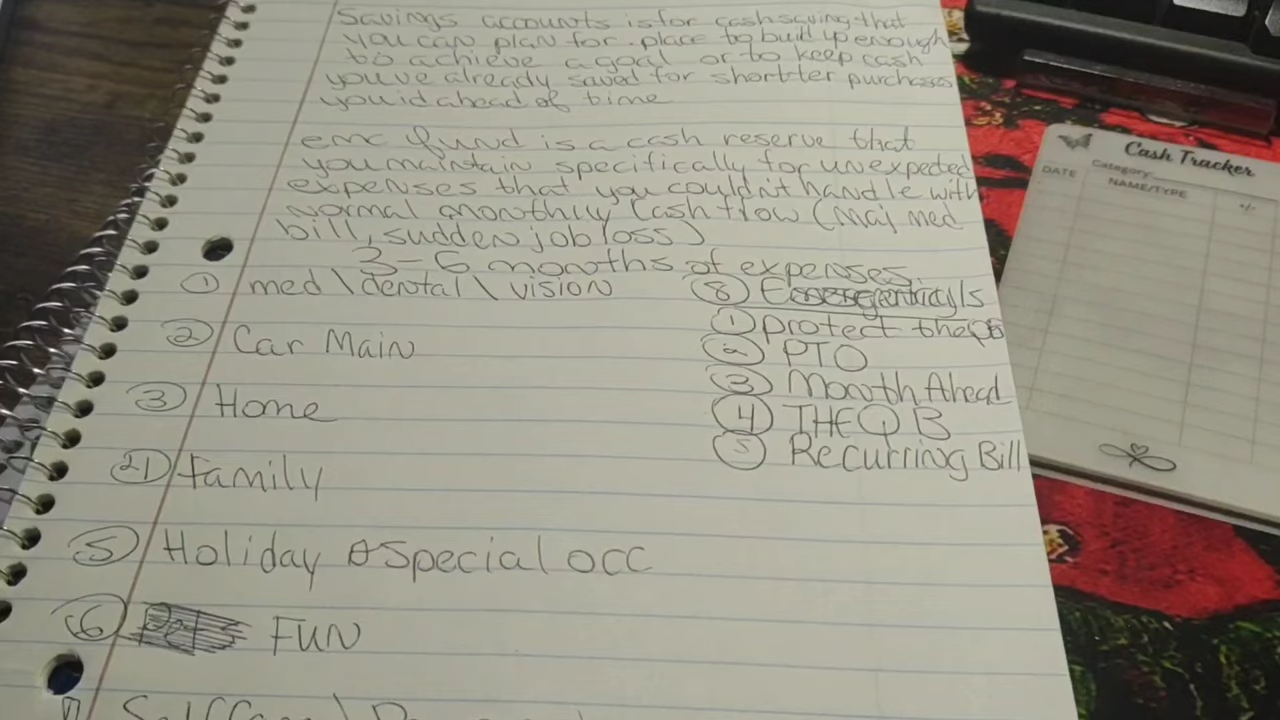 Savings accounts is for cash saving that
you can plan for. place to build up enough
to achieve a goal or to keep cash
you've already saved for shortter purchases
you id ahead of time
emc fund is a cash reserve that
you maintain specifically for unexpected
expenses that you couldn't handle with
normal monthly cash flow (maj med
bill, sudden job loss)
3-6 months of expenses.
① med\dental\vision
② Car Main
③ Home
④ Family
⑤ Holiday & Special occ
⑥ FUN
⑧
① protect the QB
② PTO
③ Month Ahead
④ THE QB
⑤ Recurring Bill
Cash Tracker
Category:
DATE NAME/TYPE +/-